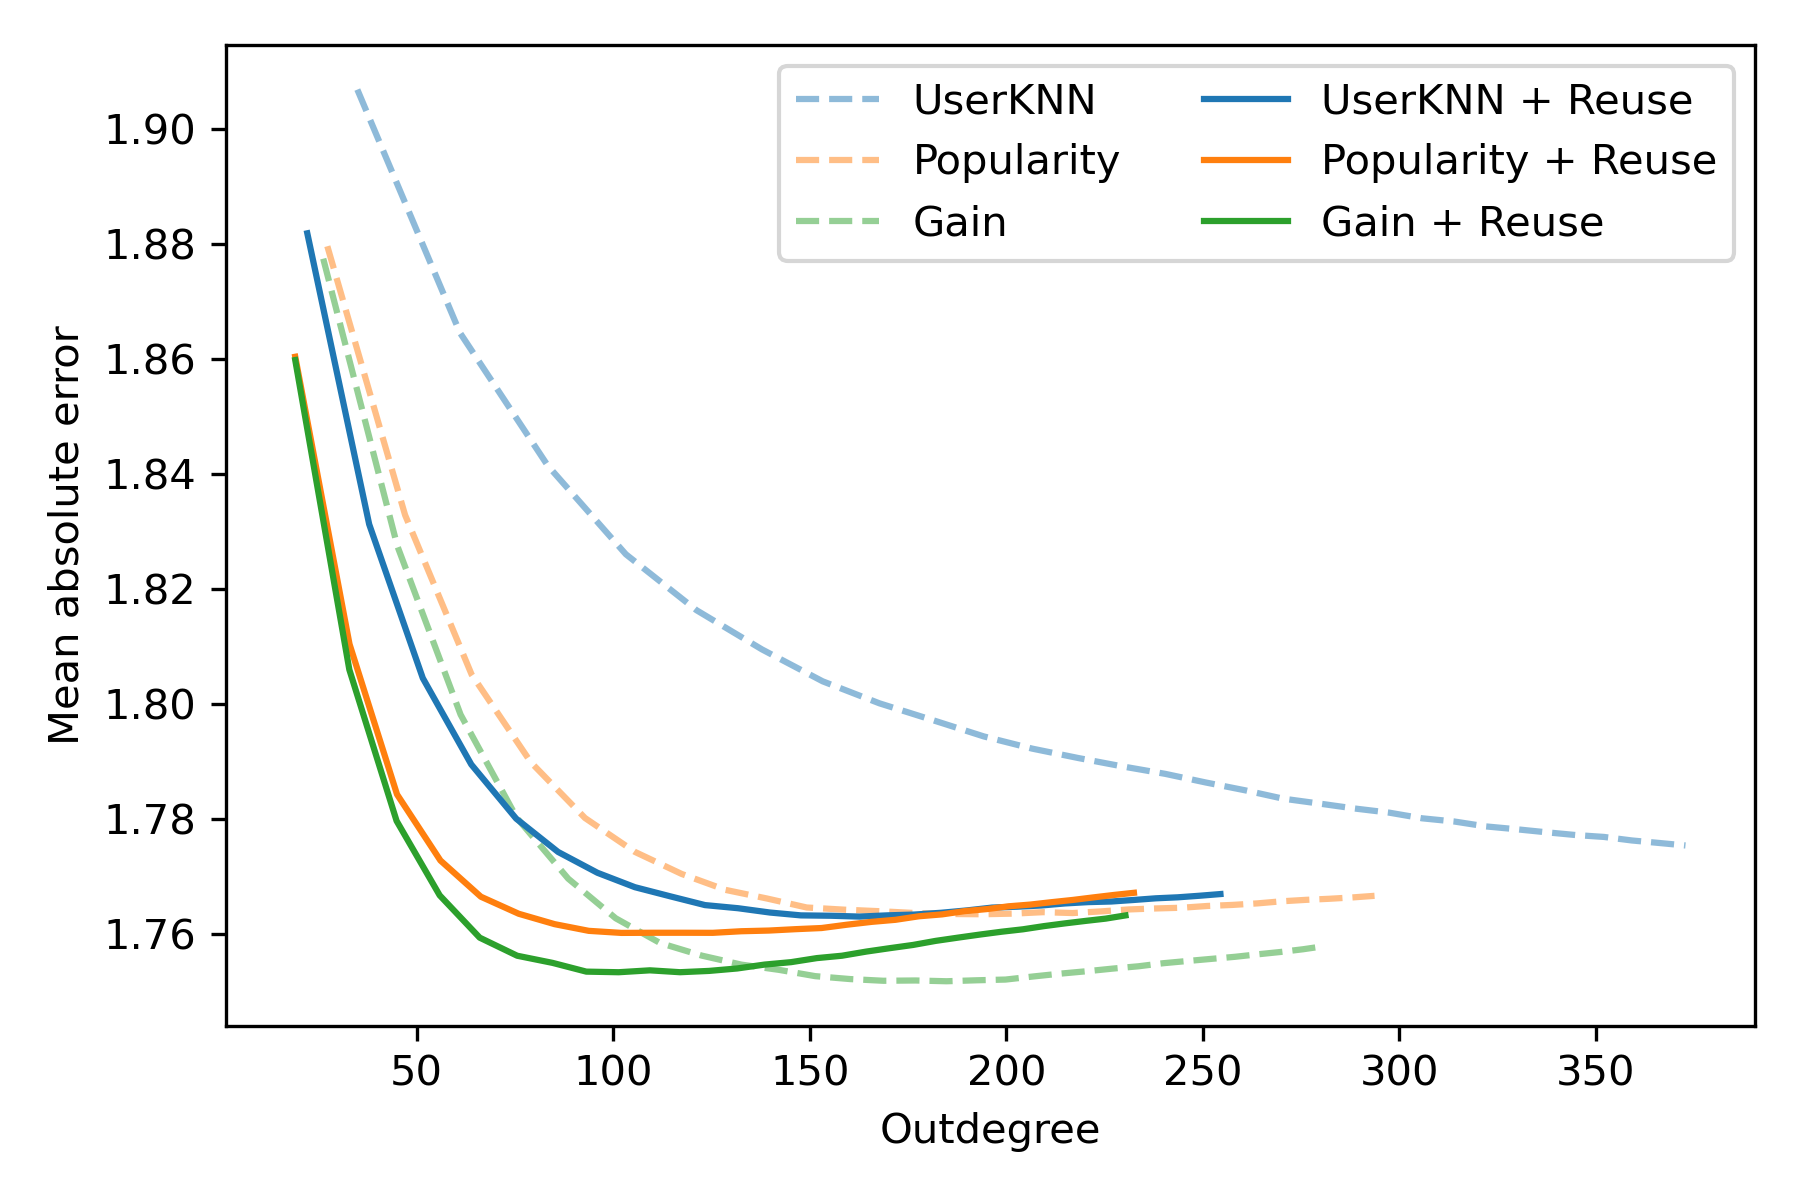 UserKNN
Popularity
Gain
UserKNN + Reuse
Popularity + Reuse
Gain + Reuse
Mean absolute error
1.90
1.88
1.86
1.84
1.82
1.80
1.78
1.76
50 100 150 200 250 300 350
Outdegree